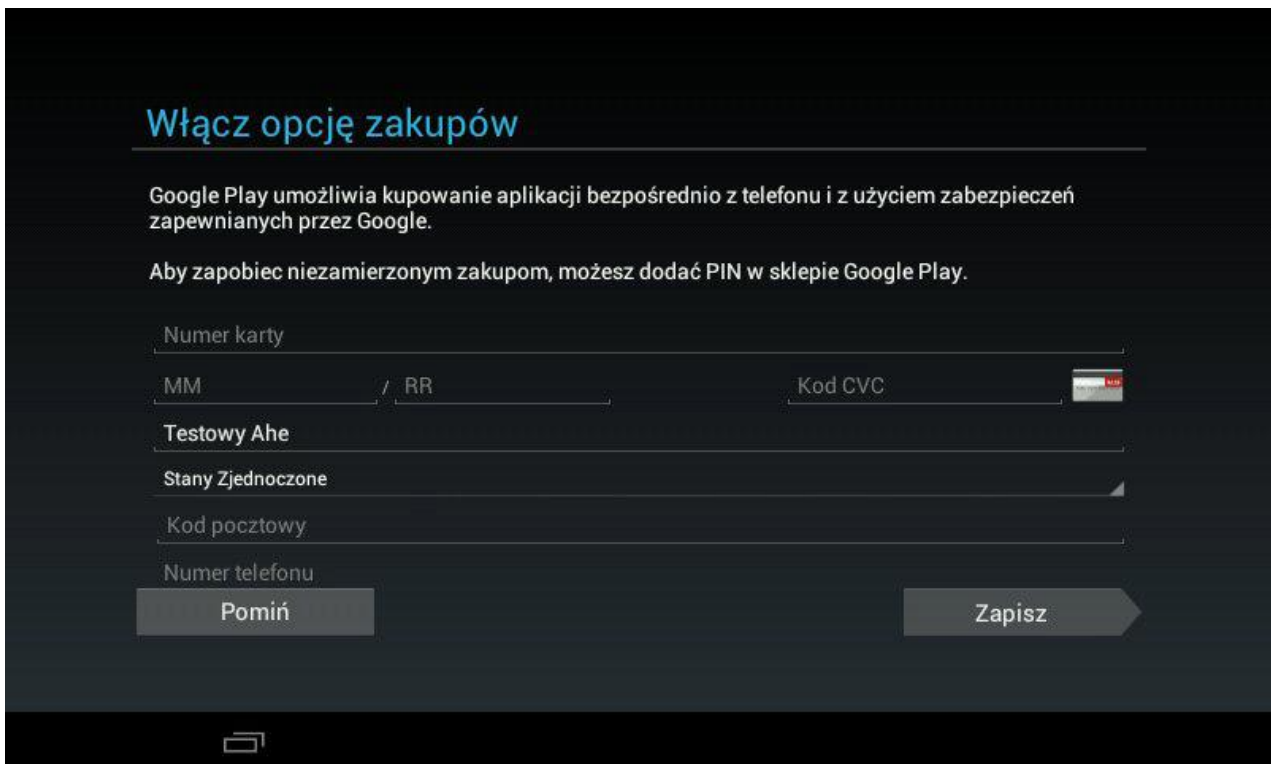 Włącz opcję zakupów
Google Play umożliwia kupowanie aplikacji bezpośrednio z telefonu i z użyciem zabezpieczeń
zapewnianych przez Google.
Aby zapobiec niezamierzonym zakupom, możesz dodać PIN w sklepie Google Play.
Numer karty
MM / RR Kod CVC
Testowy Ahe
Stany Zjednoczone
Kod pocztowy
Numer telefonu
Pomiń Zapisz